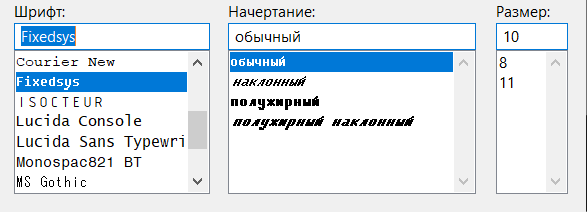 Шрифт: Начертание: Размер:
Fixedsys обычный 10
Courier New обычный 8
Fixedsys наклонный 11
ISOCTEUR полужирный
Lucida Console полужирный наклонный
Lucida Sans Typewri
Monospac821 BT
MS Gothic